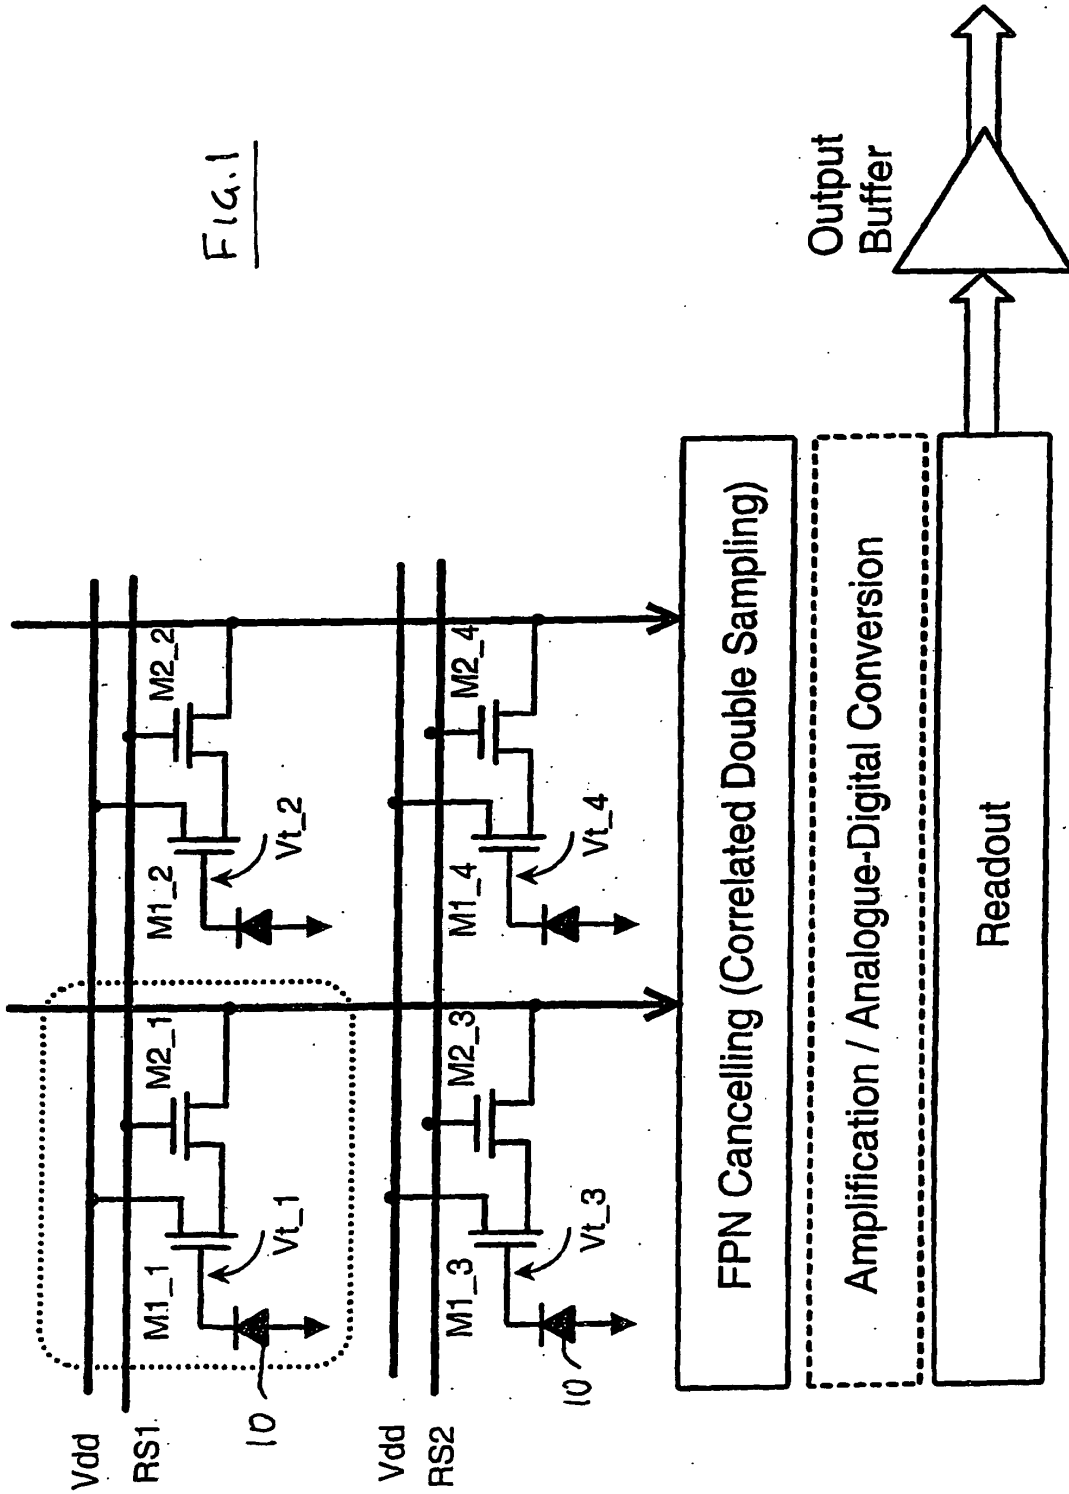 FIG.1
Vdd
RS1
M1_1
M2_1
Vt_1
10
M1_2
M2_2
Vt_2
Vdd
RS2
M1_3
M2_3
Vt_3
10
M1_4
M2_4
Vt_4
FPN Cancelling (Correlated Double Sampling)
Amplification / Analogue-Digital Conversion
Readout
Output
Buffer